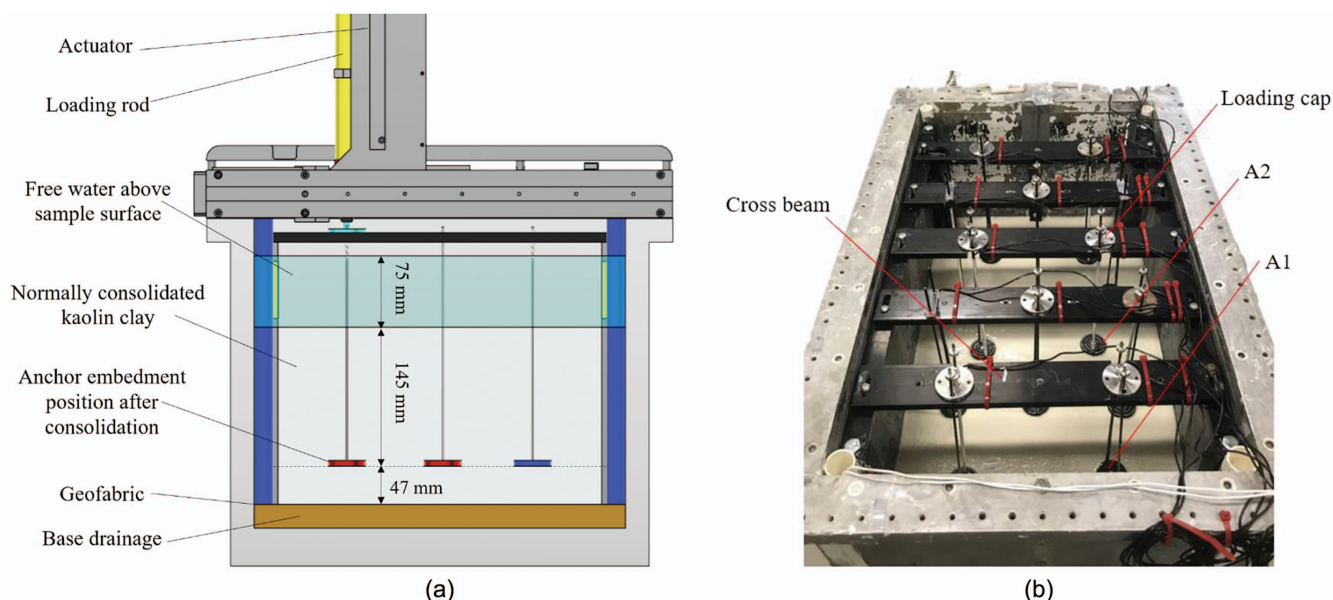 Actuator
Loading rod
Free water above
sample surface
Normally consolidated
kaolin clay
Anchor embedment
position after
consolidation
Geofabric
Base drainage
75 mm
145 mm
47 mm
(a)
Loading cap
A2
Cross beam
A1
(b)